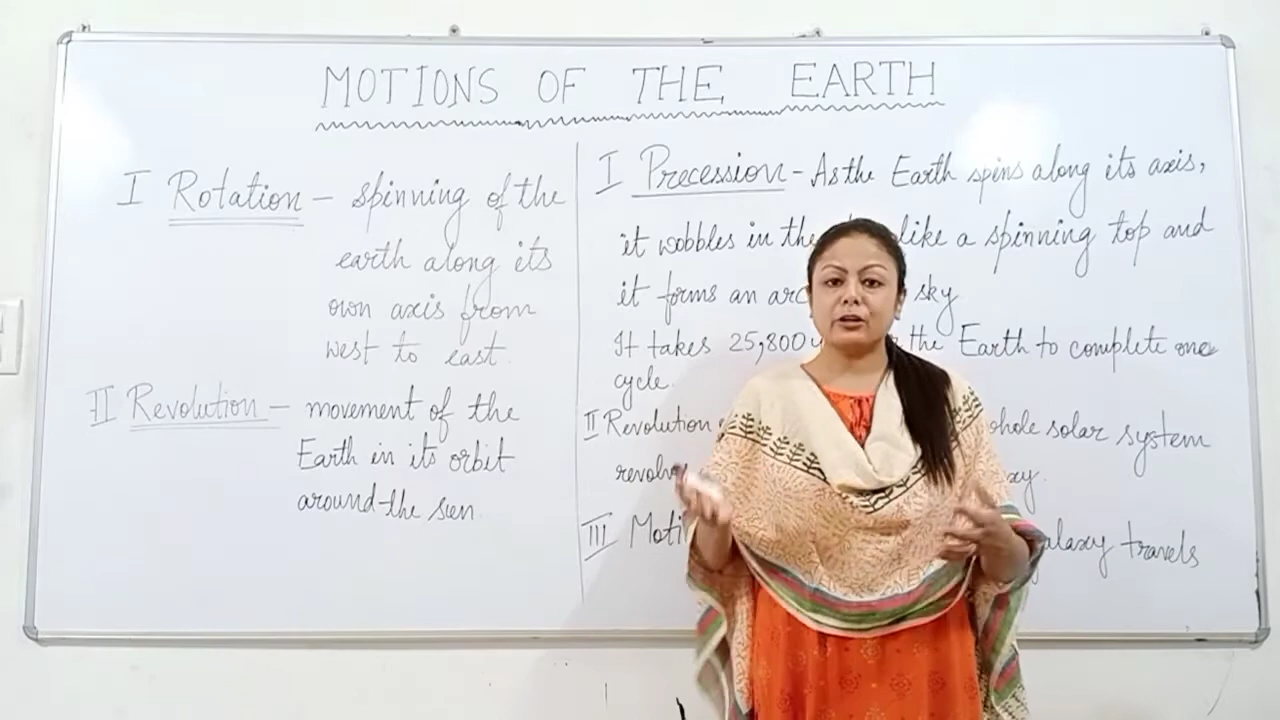 MOTIONS OF THE EARTH
I Rotation - spinning of the
earth along its
own axis from
west to east.
II Revolution - movement of the
Earth in its orbit
around the sun
I Precession - As the Earth spins along its axis,
it wobbles in the like a spinning top and
it forms an sky
It takes 25,800 the Earth to complete one
cycle.
II Revolution solar system
III travels